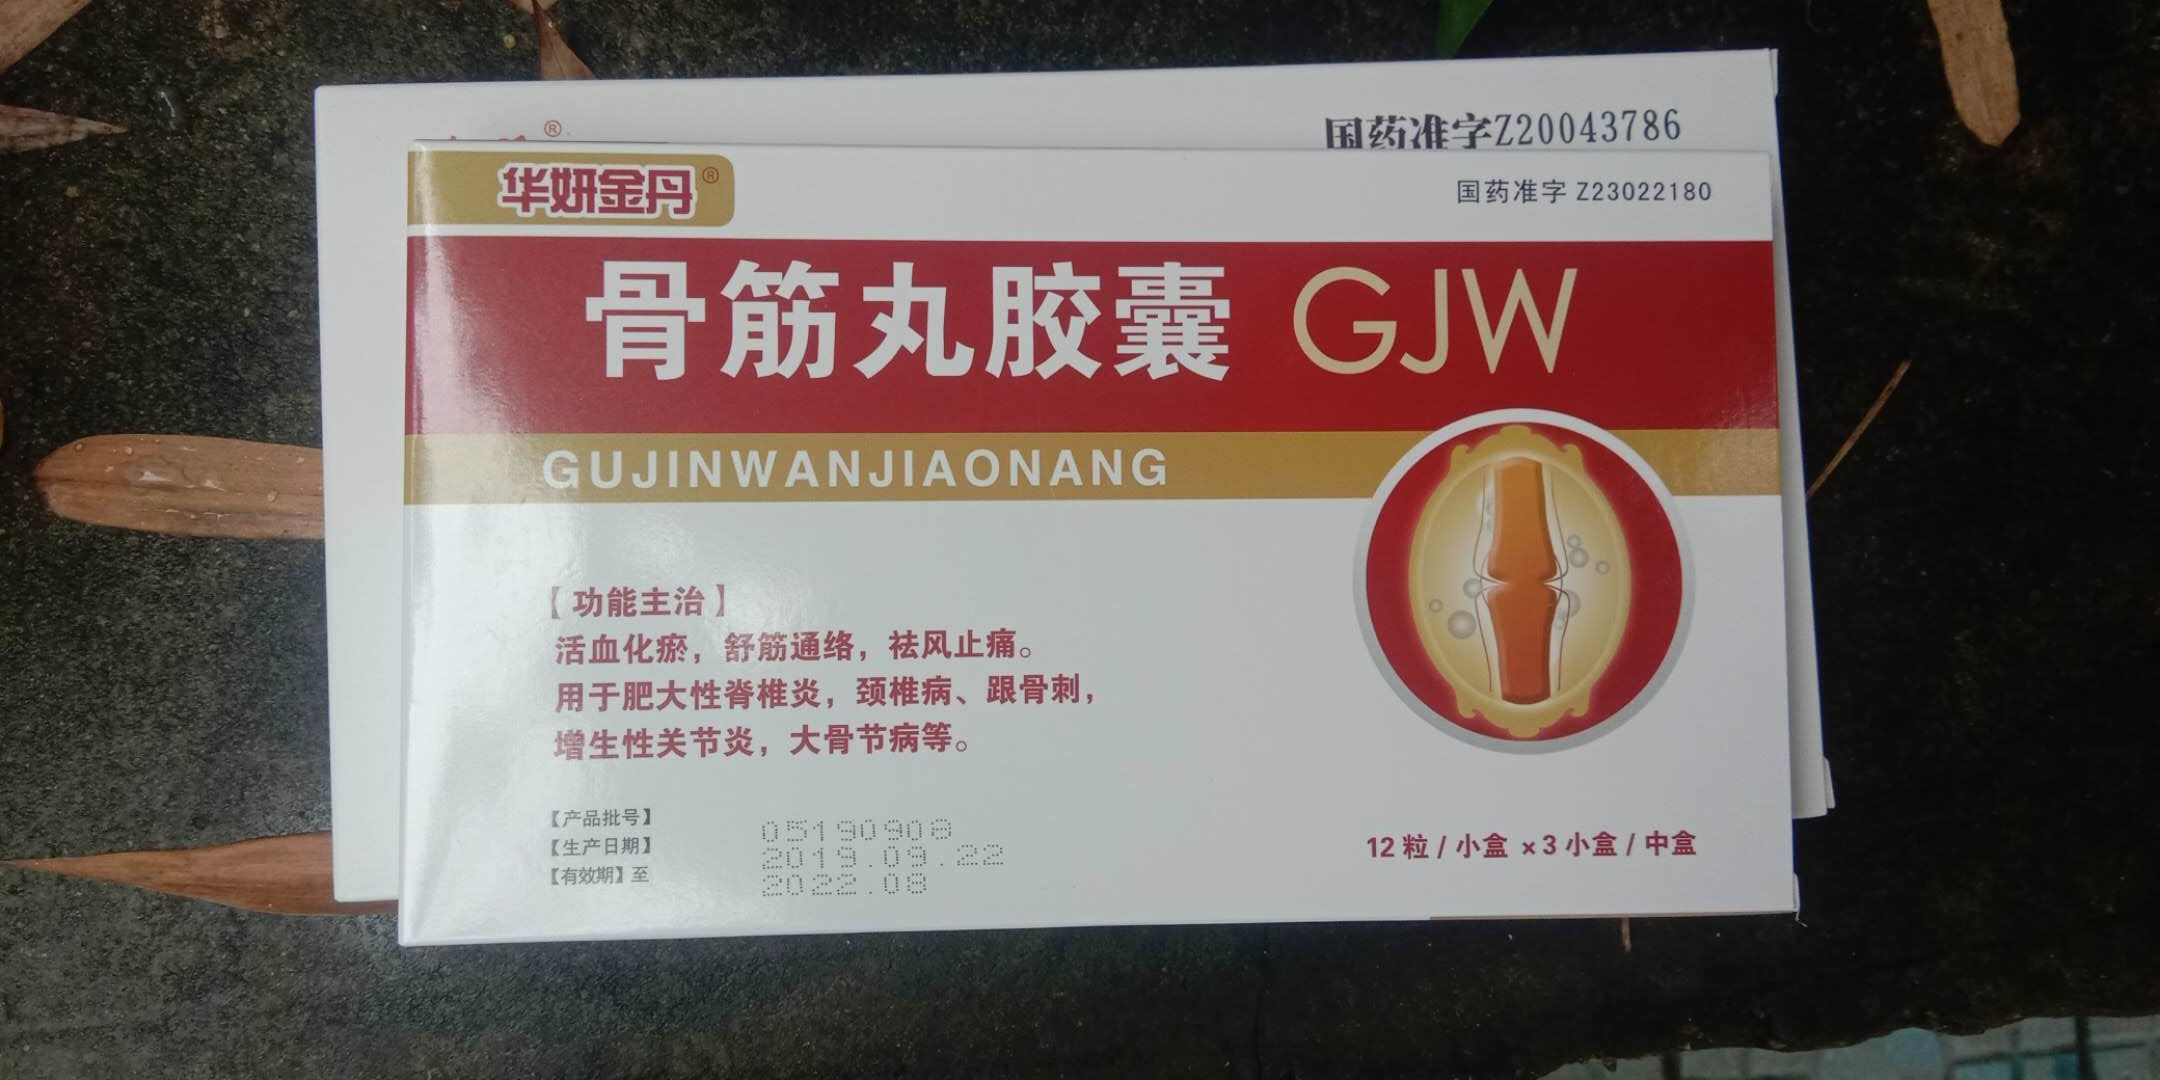 ®
国药准字Z20043786
华妍金丹®
国药准字 Z23022180
骨筋丸胶囊 GJW
GUJINWANJIAONANG
【功能主治】
活血化瘀，舒筋通络，祛风止痛。
用于肥大性脊椎炎，颈椎病、跟骨刺，
增生性关节炎，大骨节病等。
【产品批号】 05190908
【生产日期】 2019.09.22
【有效期】至 2022.08
12 粒 / 小盒 ×3 小盒 / 中盒